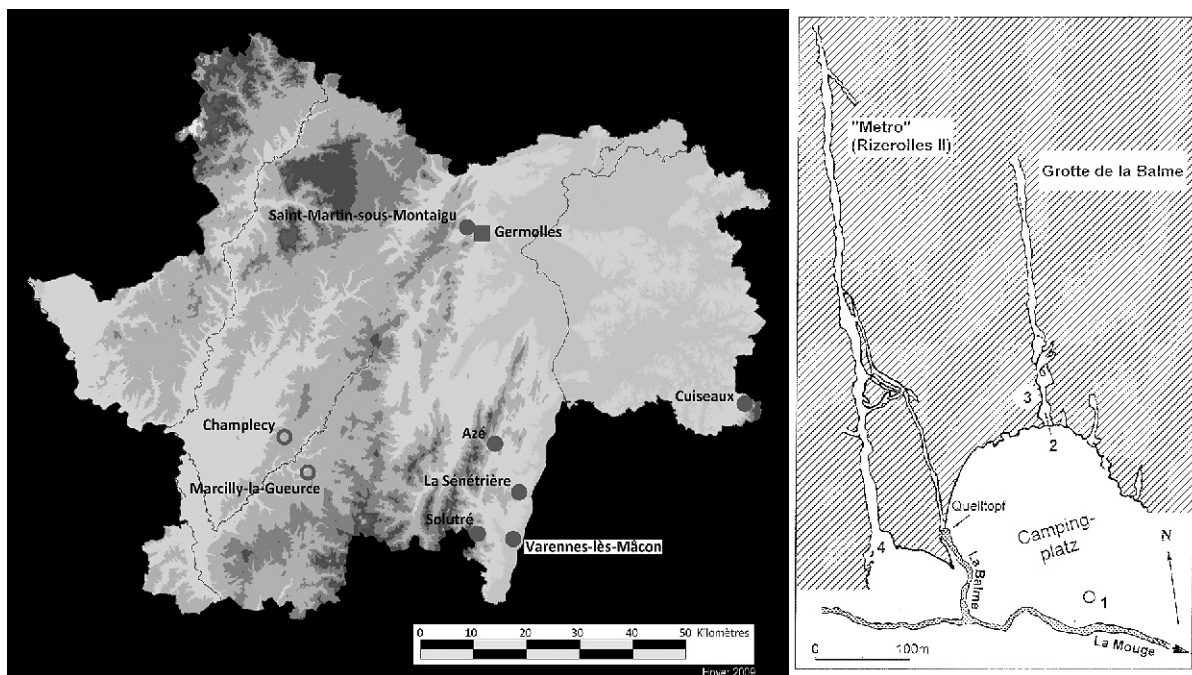 Saint-Martin-sous-Montaigu
Germolles
Cuiseaux
Champlecy
Azé
Marcilly-la-Gueurce
La Sénétrière
Solutré
Varennes-lès-Mâcon
0 10 20 30 40 50 Kilomètres
Hoyer 2009
"Metro"
(Rizerolles II)
Grotte de la Balme
3
2
Quelltopf
Camping-
platz
N
4
La Balme
1
0 100m
La Mouge